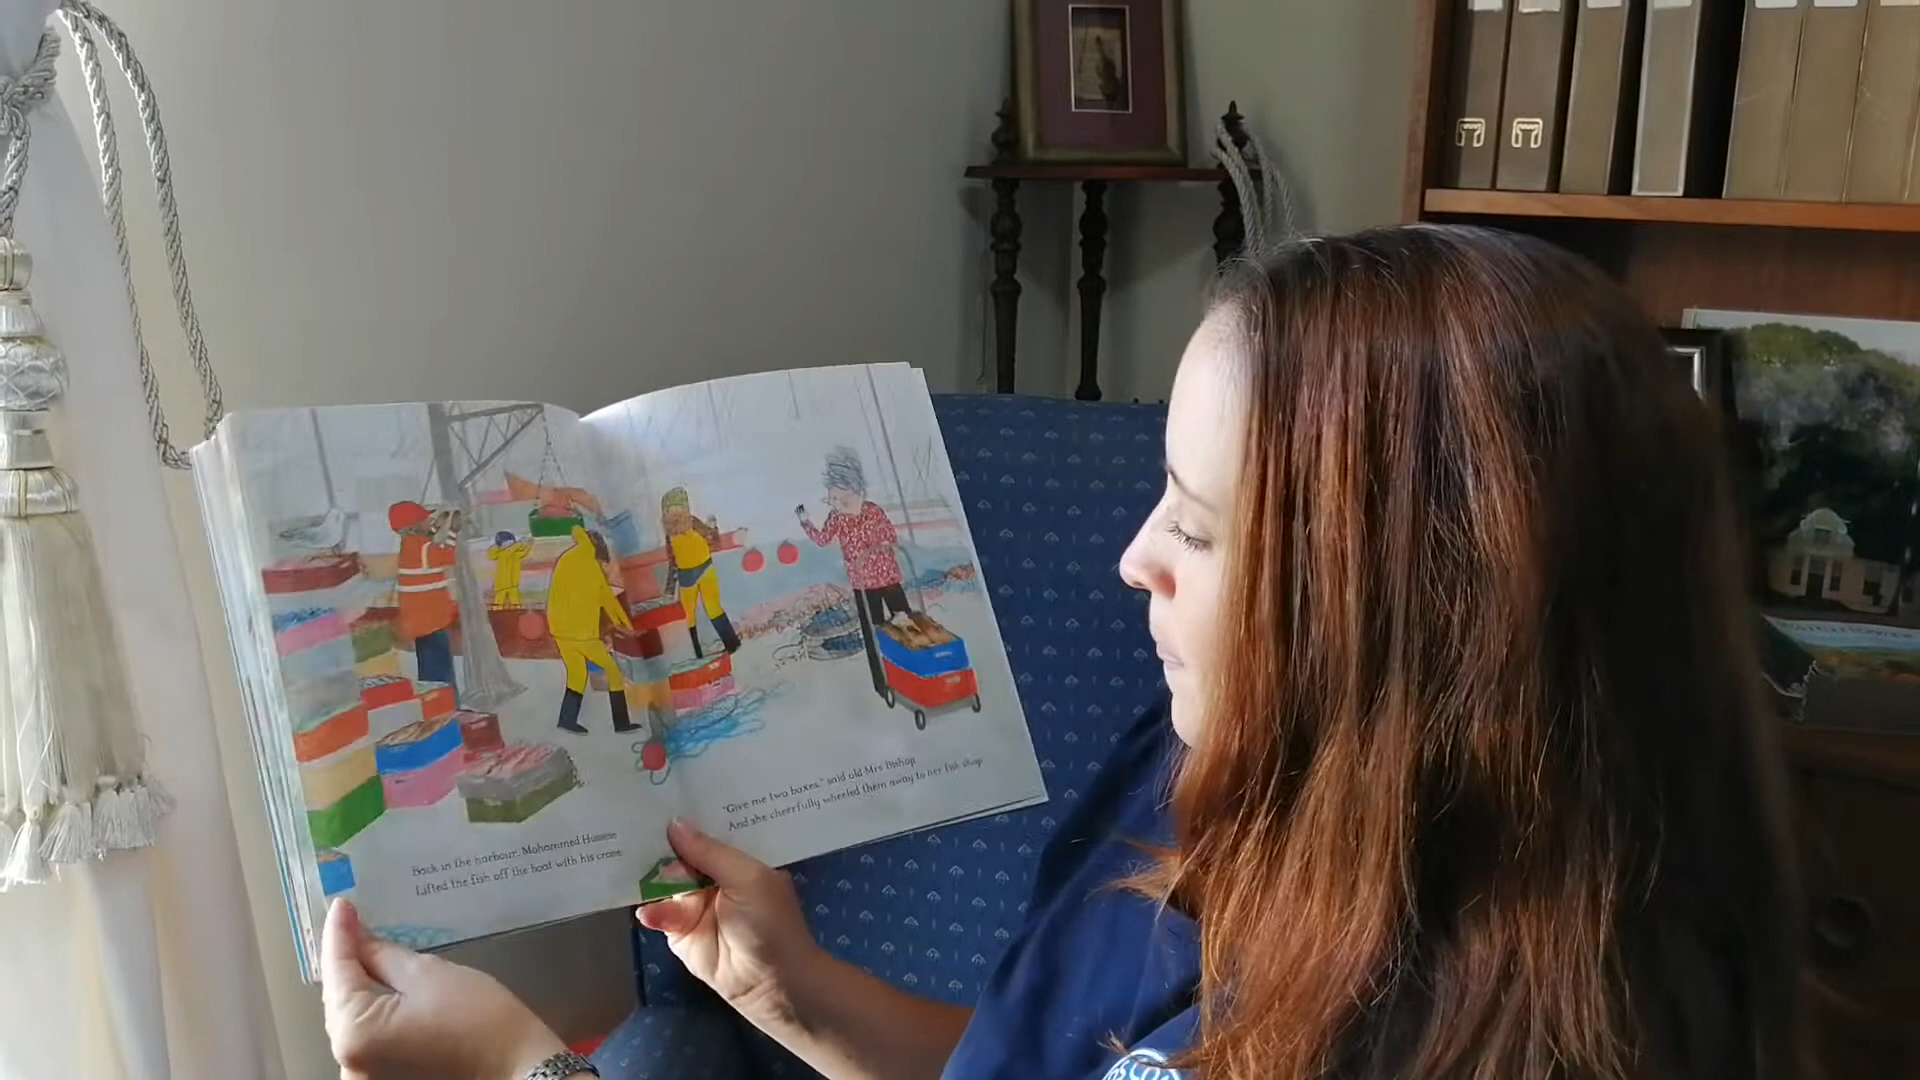 Back in the harbour, Mohammed Hussein
Lifted the fish off the boat with his crane
"Give me two boxes," said old Mrs Bishop
And she cheerfully wheeled them away to her fish shop